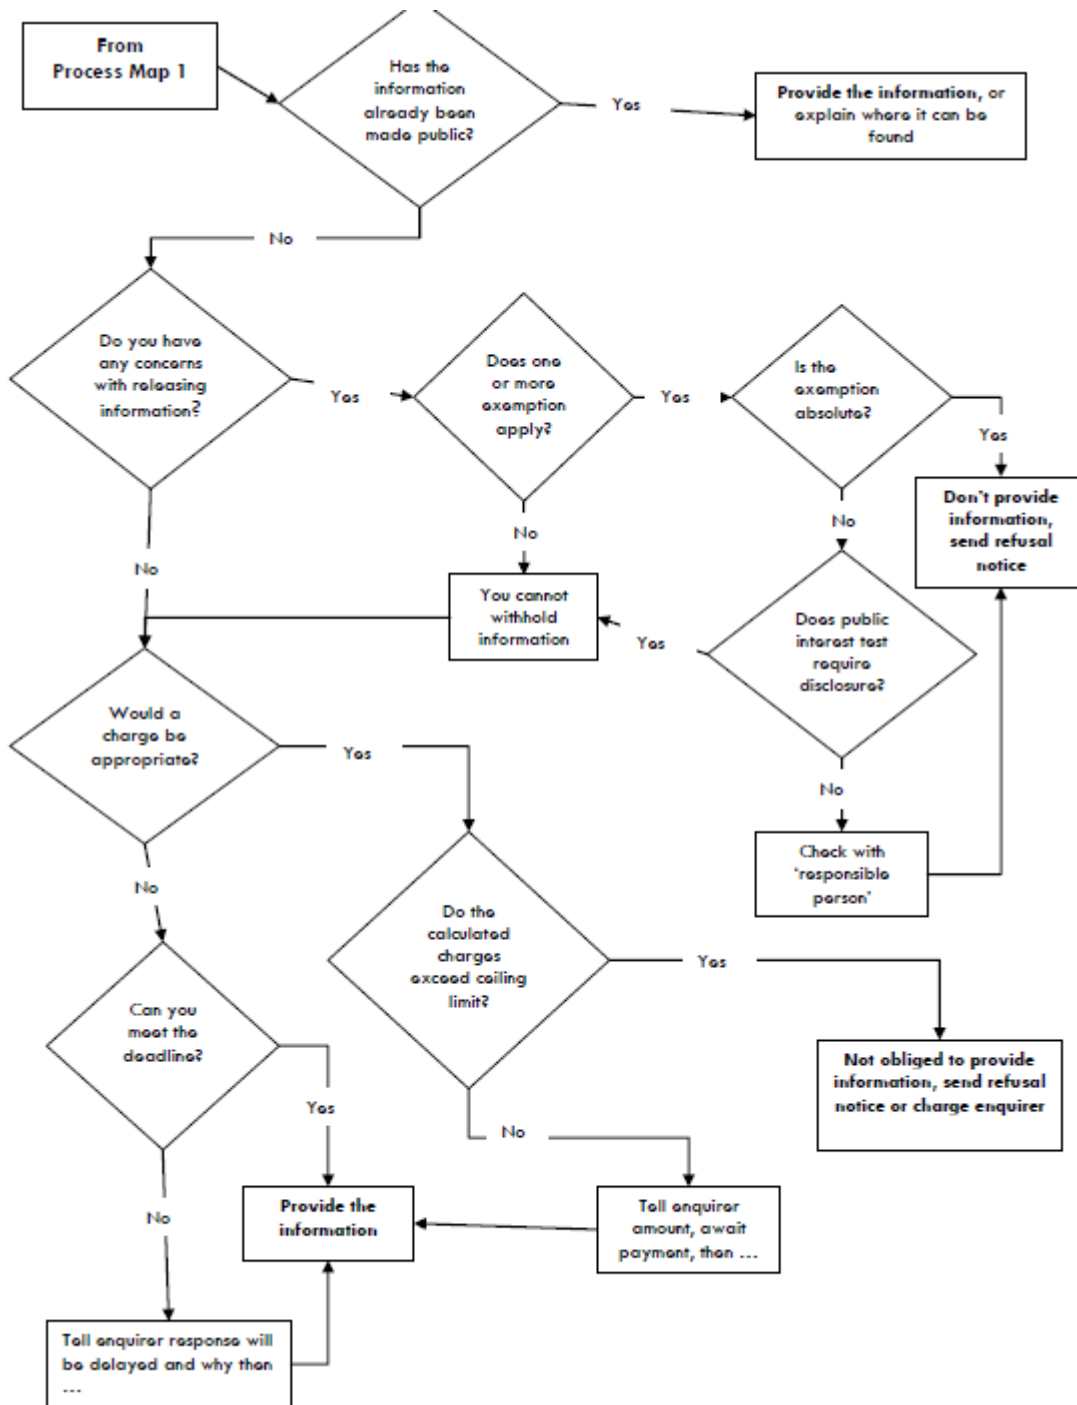 From
Process Map 1
Has the
information
already been
made public?
Yes
Provide the information, or
explain where it can be
found
No
Do you have
any concerns
with releasing
information?
Yes
Does one
or more
exemption
apply?
Yes
Is the
exemption
absolute?
Yes
Don't provide
information,
send refusal
notice
No
No
No
You cannot
withhold
information
Yes
Does public
interest test
require
disclosure?
Would a
charge be
appropriate?
Yes
No
Check with
'responsible
person'
No
Do the
calculated
charges
exceed ceiling
limit?
Yes
Can you
meet the
deadline?
Not obliged to provide
information, send refusal
notice or charge enquirer
Yes
No
No
Provide the
information
Tell enquirer
amount, await
payment, then ...
Tell enquirer response will
be delayed and why then
...